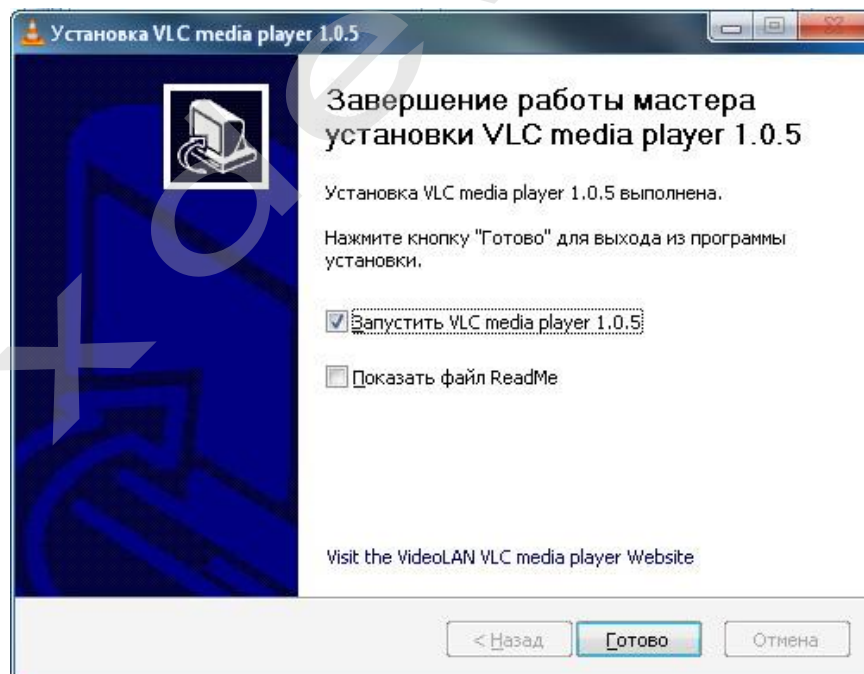 Установка VLC media player 1.0.5
Завершение работы мастера
установки VLC media player 1.0.5
Установка VLC media player 1.0.5 выполнена.
Нажмите кнопку "Готово" для выхода из программы
установки.
Запустить VLC media player 1.0.5
Показать файл ReadMe
Visit the VideoLAN VLC media player Website
< Назад Готово Отмена